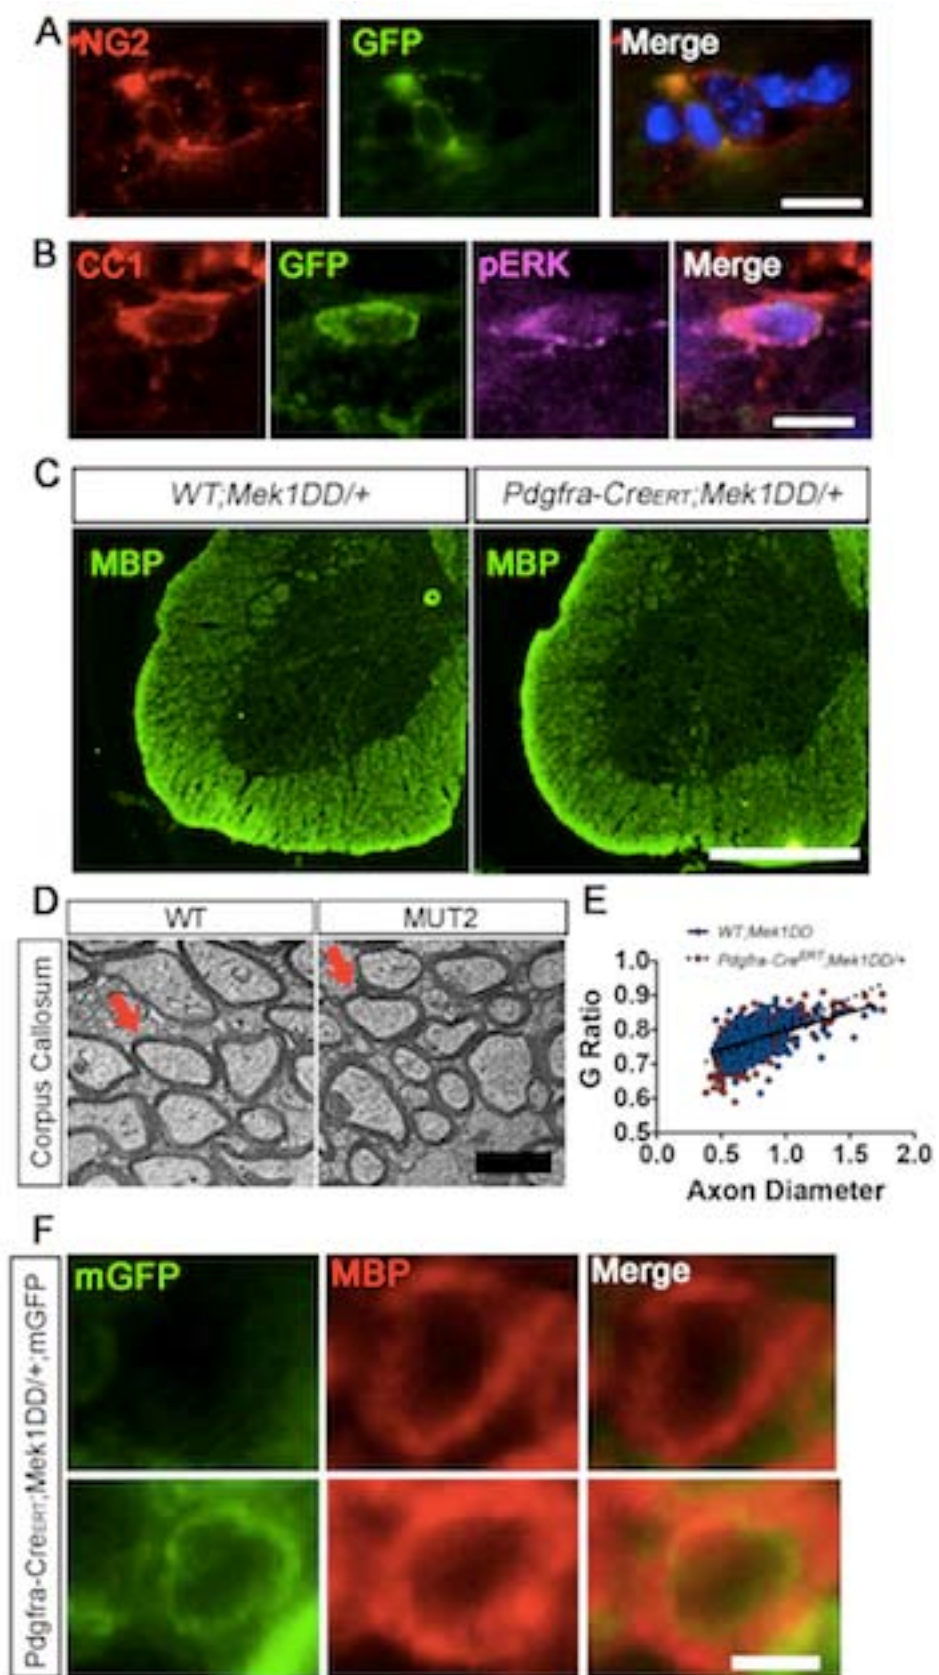 A
NG2
GFP
Merge
B
CC1
GFP
pERK
Merge
C
WT;Mek1DD/+
Pdgfra-CreERT;Mek1DD/+
MBP
MBP
D
WT
MUT2
Corpus Callosum
E
WT;Mek1DD
Pdgfra-CreERT;Mek1DD/+
G Ratio
1.0
0.9
0.8
0.7
0.6
0.5
0.0 0.5 1.0 1.5 2.0
Axon Diameter
F
Pdgfra-CreERT;Mek1DD/+;mGFP
mGFP
MBP
Merge